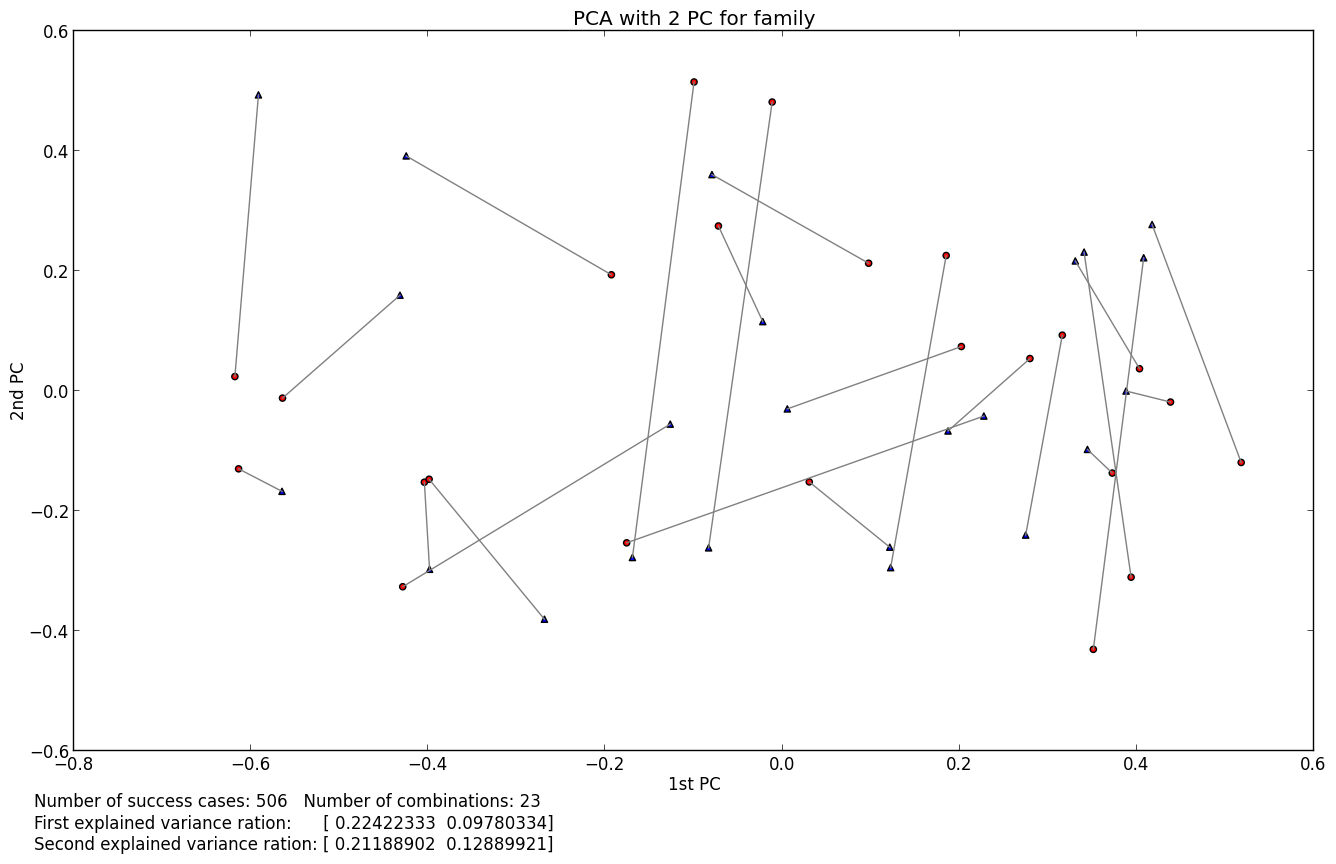 PCA with 2 PC for family
0.6
0.4
0.2
0.0
−0.2
−0.4
−0.6
2nd PC
−0.8 −0.6 −0.4 −0.2 0.0 0.2 0.4 0.6
1st PC
Number of success cases: 506 Number of combinations: 23
First explained variance ration: [ 0.22422333 0.09780334]
Second explained variance ration: [ 0.21188902 0.12889921]